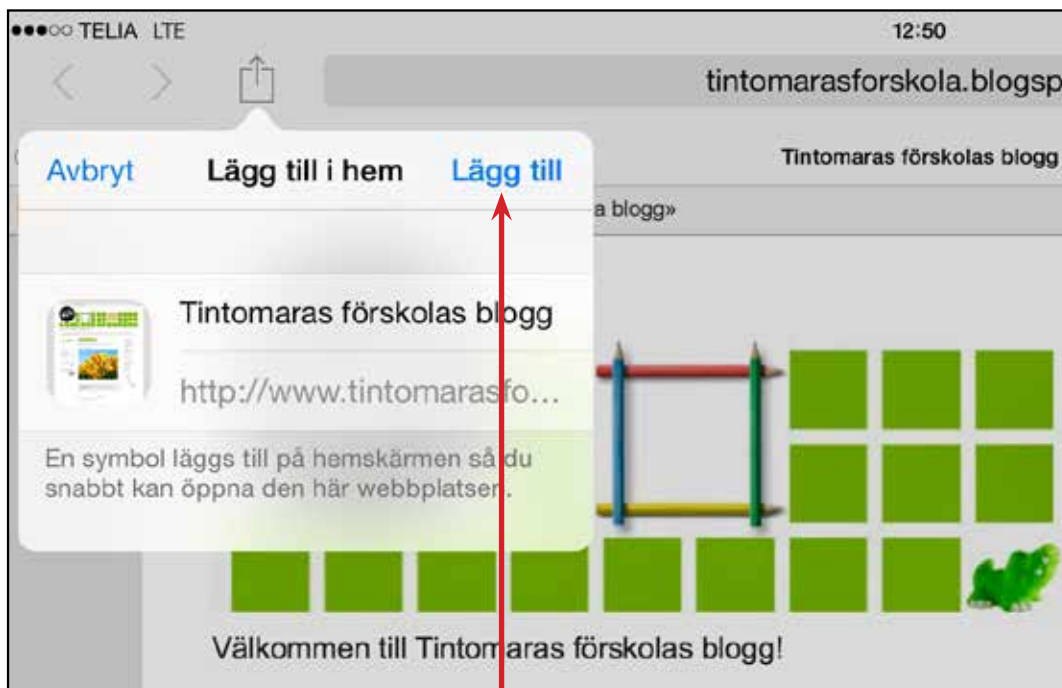 TELIA LTE 12:50
tintomarasforskola.blogsp
Avbryt Lägg till i hem Lägg till
Tintomaras förskolas blogg
a blogg»
Tintomaras förskolas blogg
http://www.tintomarasfo...
En symbol läggs till på hemskärmen så du
snabbt kan öppna den här webbplatsen.
Välkommen till Tintomaras förskolas blogg!